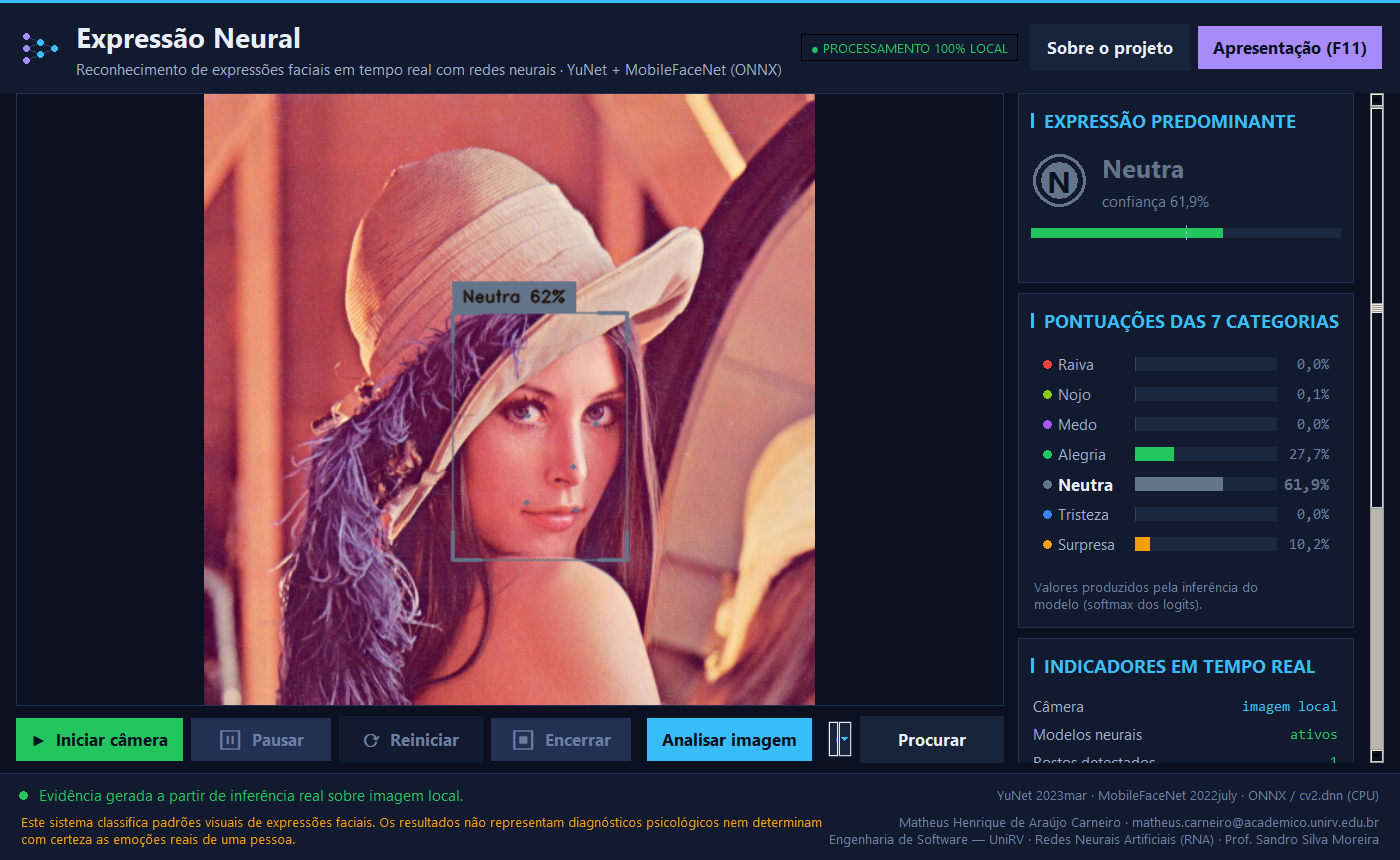 Expressão Neural
Reconhecimento de expressões faciais em tempo real com redes neurais · YuNet + MobileFaceNet (ONNX)
● PROCESSAMENTO 100% LOCAL
Sobre o projeto
Apresentação (F11)
Neutra 62%
EXPRESSÃO PREDOMINANTE
N
Neutra
confiança 61,9%
PONTUAÇÕES DAS 7 CATEGORIAS
Raiva 0,0%
Nojo 0,1%
Medo 0,0%
Alegria 27,7%
Neutra 61,9%
Tristeza 0,0%
Surpresa 10,2%
Valores produzidos pela inferência do
modelo (softmax dos logits).
INDICADORES EM TEMPO REAL
Câmera imagem local
Modelos neurais ativos
Rostos detectados 1
Iniciar câmera
Pausar
Reiniciar
Encerrar
Analisar imagem
Procurar
Evidência gerada a partir de inferência real sobre imagem local.
Este sistema classifica padrões visuais de expressões faciais. Os resultados não representam diagnósticos psicológicos nem determinam
com certeza as emoções reais de uma pessoa.
YuNet 2023mar · MobileFaceNet 2022july · ONNX / cv2.dnn (CPU)
Matheus Henrique de Araújo Carneiro · matheus.carneiro@academico.unirv.edu.br
Engenharia de Software — UniRV · Redes Neurais Artificiais (RNA) · Prof. Sandro Silva Moreira